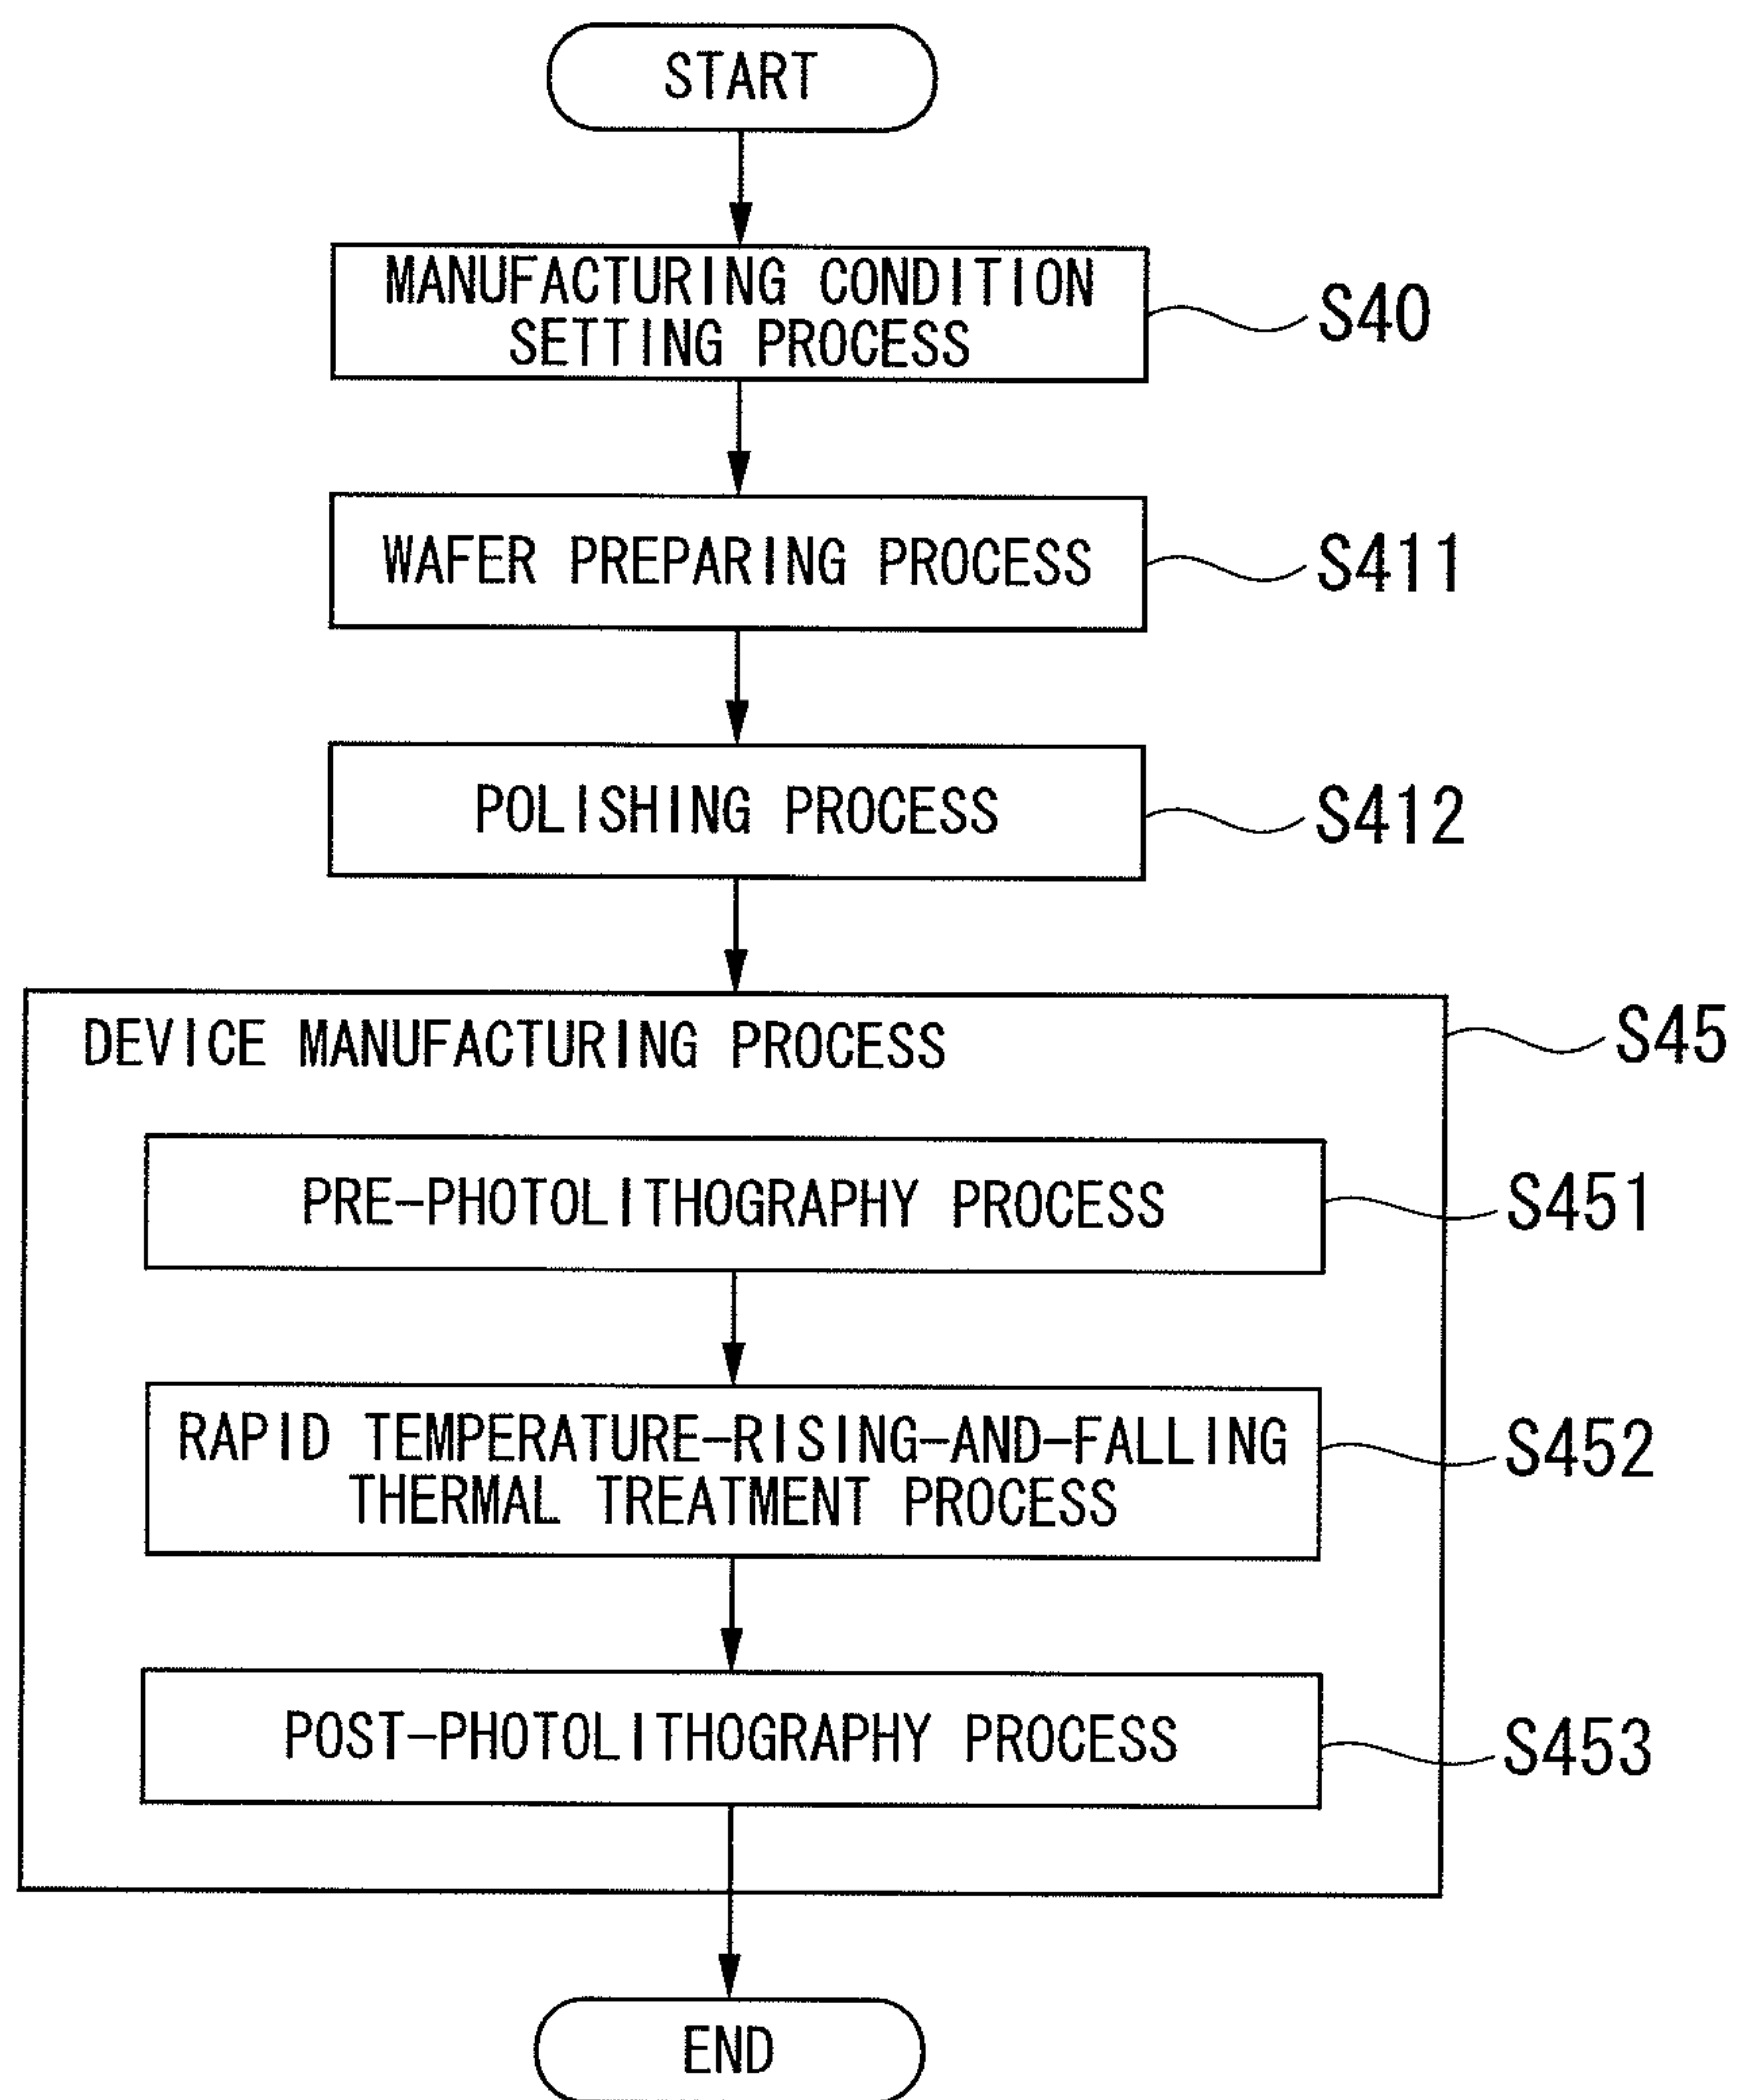 START
MANUFACTURING CONDITION
SETTING PROCESS
S40
WAFER PREPARING PROCESS
S411
POLISHING PROCESS
S412
DEVICE MANUFACTURING PROCESS
S45
PRE-PHOTOLITHOGRAPHY PROCESS
S451
RAPID TEMPERATURE-RISING-AND-FALLING
THERMAL TREATMENT PROCESS
S452
POST-PHOTOLITHOGRAPHY PROCESS
S453
END